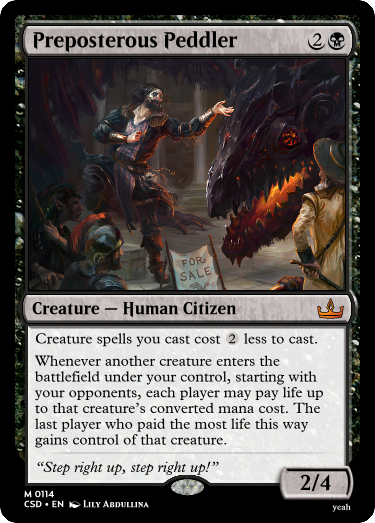 Preposterous Peddler 2
FOR
SALE
Creature — Human Citizen
Creature spells you cast cost 2 less to cast.
Whenever another creature enters the
battlefield under your control, starting with
your opponents, each player may pay life up
to that creature's converted mana cost. The
last player who paid the most life this way
gains control of that creature.
“Step right up, step right up!”
2/4
M 0114
CSD • EN Lily Abdullina
yeah